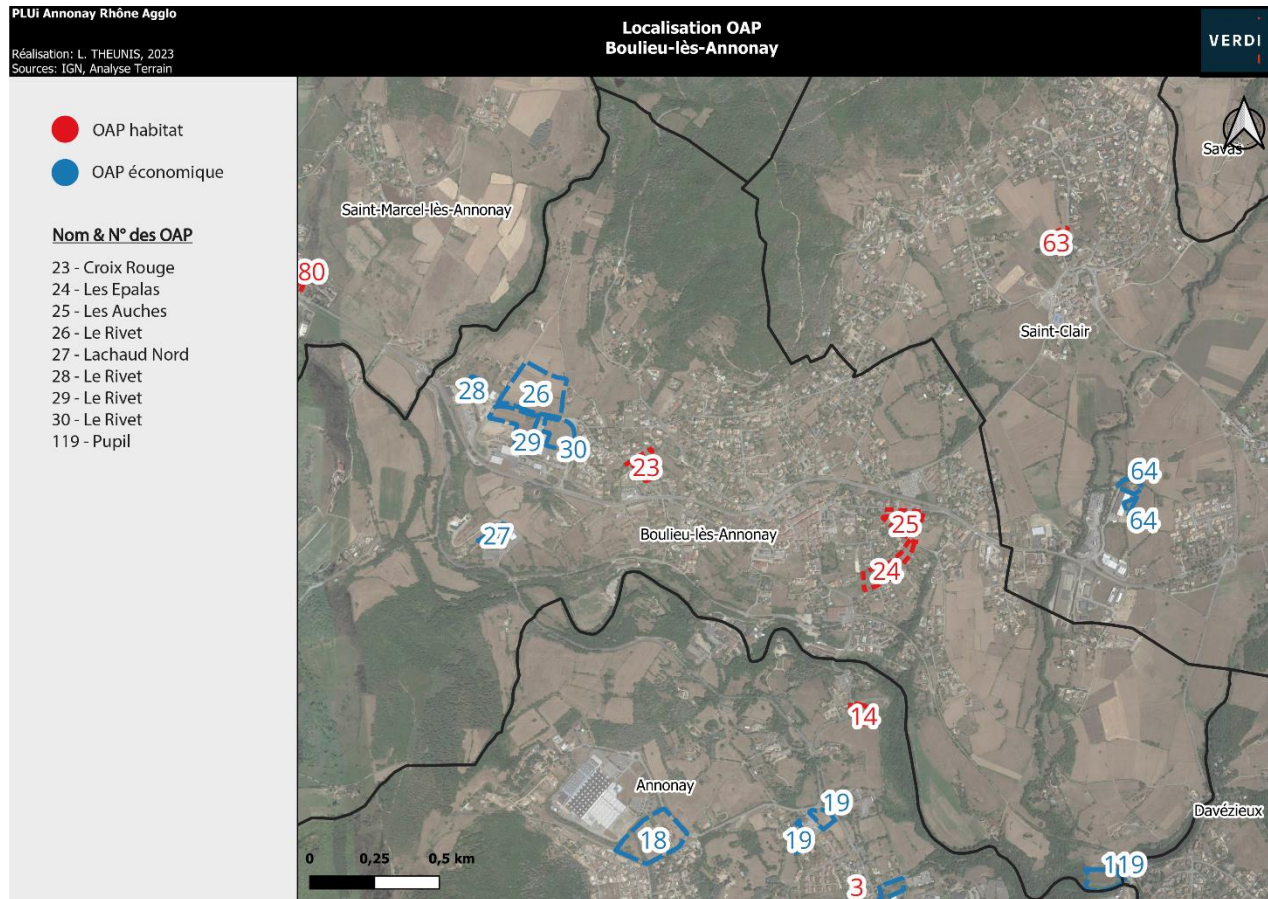 PLUi Annonay Rhône Agglo
Réalisation: L. THEUNIS, 2023
Sources: IGN, Analyse Terrain
Localisation OAP
Boulieu-lès-Annonay
VERDI
OAP habitat
OAP économique
Nom & N° des OAP
23 - Croix Rouge
24 - Les Epalas
25 - Les Auches
26 - Le Rivet
27 - Lachaud Nord
28 - Le Rivet
29 - Le Rivet
30 - Le Rivet
119 - Pupil
Savas
Saint-Marcel-lès-Annonay
63
80
Saint-Clair
28
26
29
30
23
64
64
25
27
Boulieu-lès-Annonay
24
14
Annonay
19
Davézieux
18
19
119
3
0 0,25 0,5 km